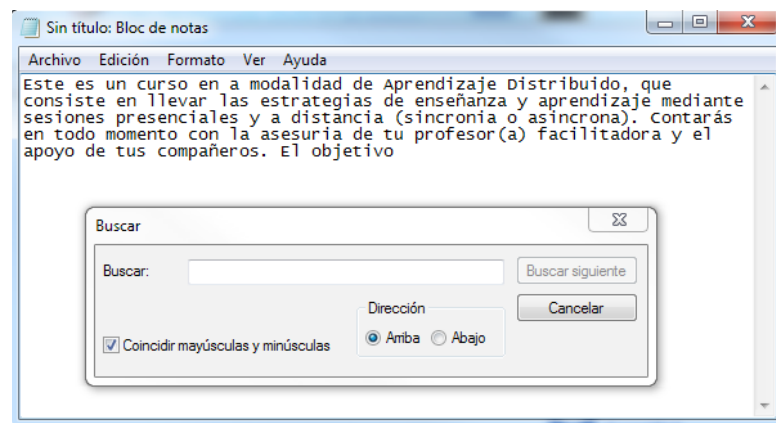 Sin título: Bloc de notas
Archivo Edición Formato Ver Ayuda
Este es un curso en a modalidad de Aprendizaje Distribuido, que
consiste en llevar las estrategias de enseñanza y aprendizaje mediante
sesiones presenciales y a distancia (sincronia o asincrona). Contarás
en todo momento con la asesuria de tu profesor(a) facilitadora y el
apoyo de tus compañeros. El objetivo
Buscar
Buscar:
Buscar siguiente
Dirección
Cancelar
Coincidir mayúsculas y minúsculas
Arriba Abajo